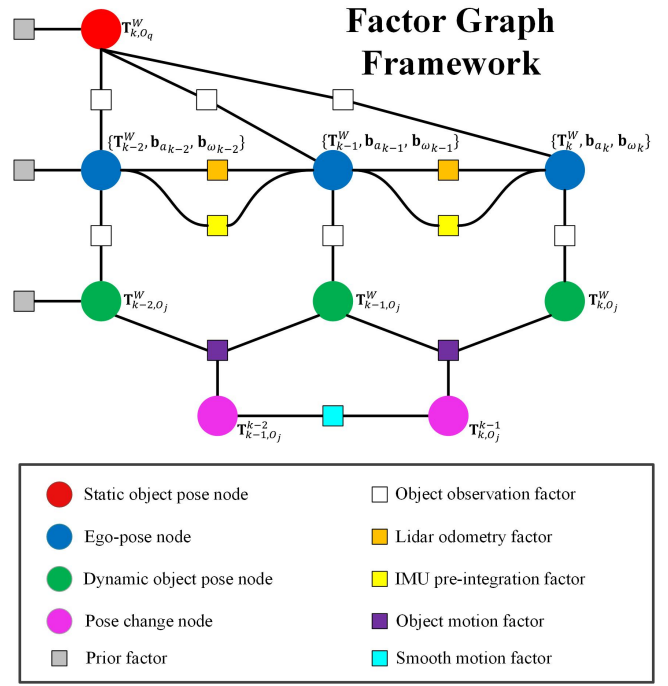 Factor Graph
Framework
𝐓^W_{k,O_q}
{𝐓^W_{k−2}, 𝐛_{a_{k−2}}, 𝐛_{ω_{k−2}}}
{𝐓^W_{k−1}, 𝐛_{a_{k−1}}, 𝐛_{ω_{k−1}}}
{𝐓^W_k, 𝐛_{a_k}, 𝐛_{ω_k}}
𝐓^W_{k−2,O_j}
𝐓^W_{k−1,O_j}
𝐓^W_{k,O_j}
𝐓^{k−2}_{k−1,O_j}
𝐓^{k−1}_{k,O_j}
Static object pose node
Ego-pose node
Dynamic object pose node
Pose change node
Prior factor
Object observation factor
Lidar odometry factor
IMU pre-integration factor
Object motion factor
Smooth motion factor